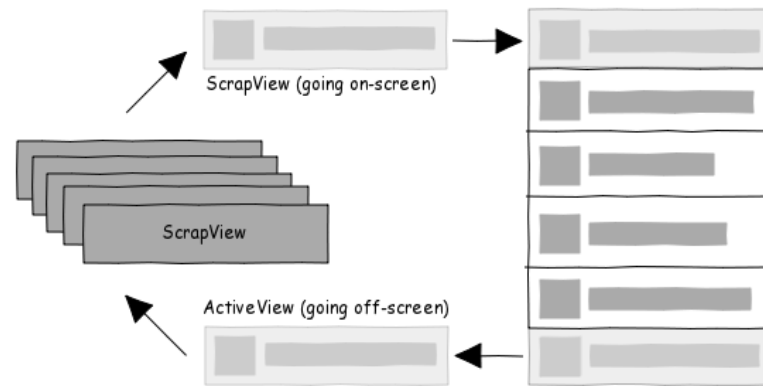 ScrapView (going on-screen)
ScrapView
ActiveView (going off-screen)